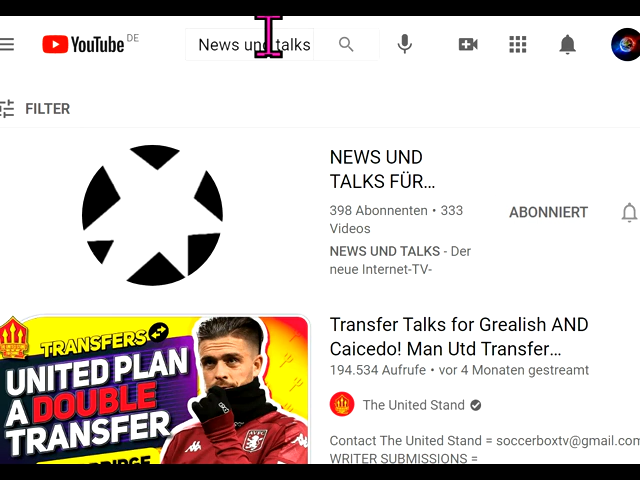 YouTube DE
News und talks
FILTER
NEWS UND
TALKS FÜR...
398 Abonnenten • 333
Videos
NEWS UND TALKS - Der
neue Internet-TV-
ABONNIERT
TRANSFERS
UNITED PLAN
A DOUBLE
TRANSFER
Transfer Talks for Grealish AND
Caicedo! Man Utd Transfer...
194.534 Aufrufe • vor 4 Monaten gestreamt
The United Stand
Contact The United Stand = soccerboxtv@gmail.com
WRITER SUBMISSIONS =